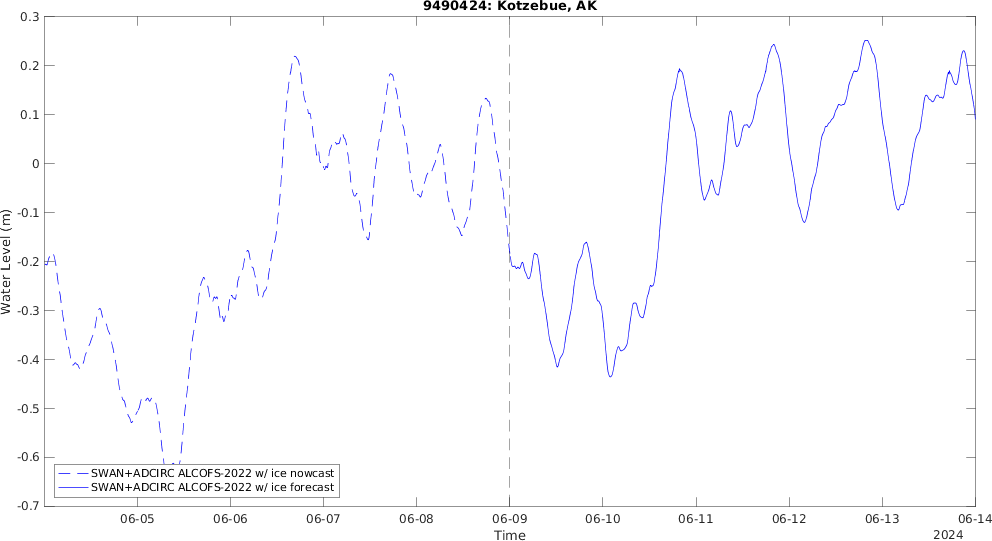 9490424: Kotzebue, AK
0.3
0.2
0.1
0
-0.1
-0.2
-0.3
-0.4
-0.5
-0.6
-0.7
Water Level (m)
SWAN+ADCIRC ALCOFS-2022 w/ ice nowcast
SWAN+ADCIRC ALCOFS-2022 w/ ice forecast
06-05 06-06 06-07 06-08 06-09 06-10 06-11 06-12 06-13 06-14
Time
2024